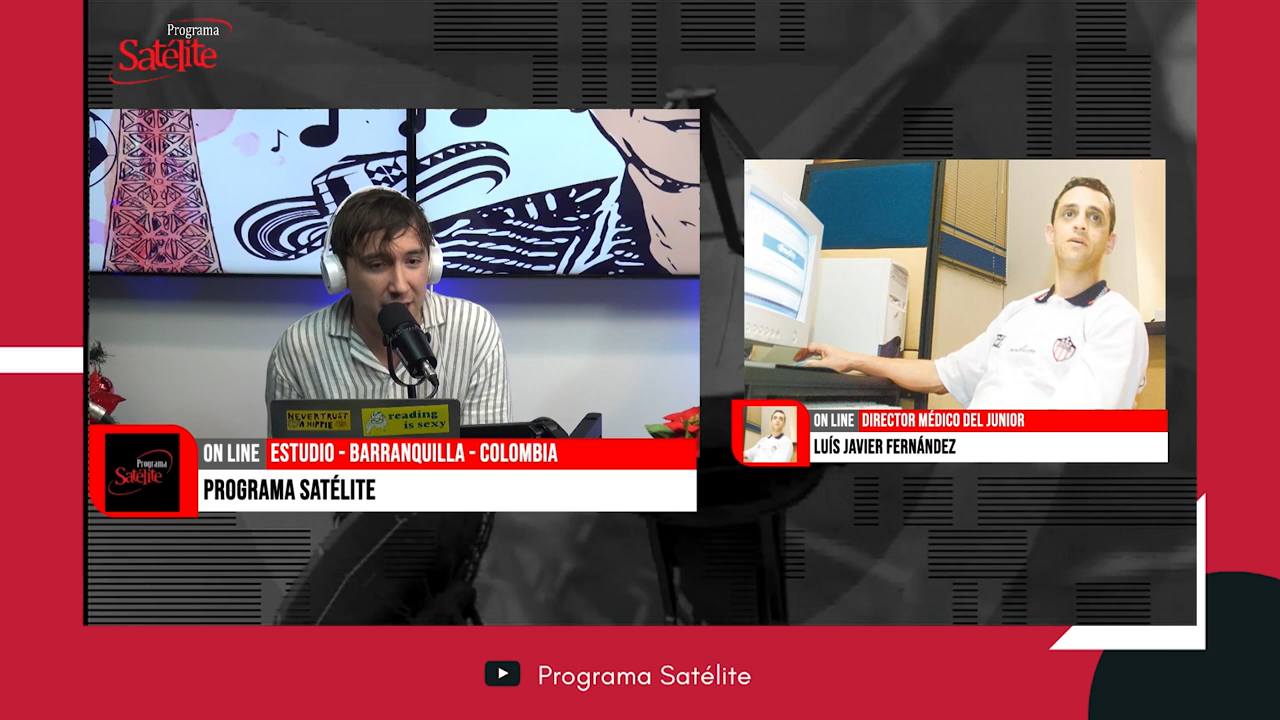 Programa
Satélite
NEVER TRUST
A HIPPIE
reading
is sexy
Programa
Satélite
ON LINE ESTUDIO - BARRANQUILLA - COLOMBIA
PROGRAMA SATÉLITE
ON LINE DIRECTOR MÉDICO DEL JUNIOR
LUÍS JAVIER FERNÁNDEZ
Programa Satélite